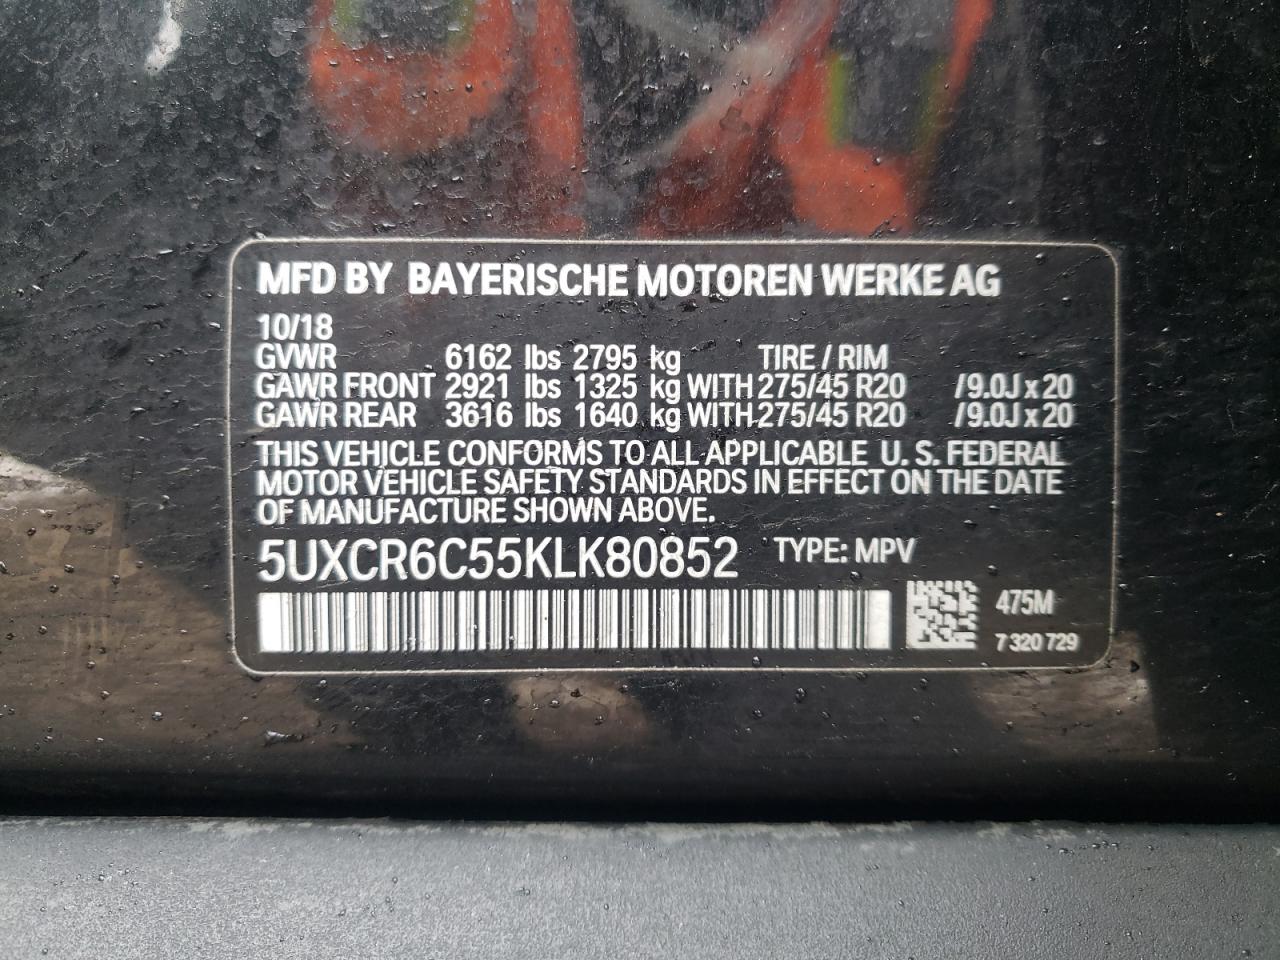 MFD BY BAYERISCHE MOTOREN WERKE AG
10/18
GVWR 6162 lbs 2795 kg TIRE / RIM
GAWR FRONT 2921 lbs 1325 kg WITH 275/45 R20 /9.0J x 20
GAWR REAR 3616 lbs 1640 kg WITH 275/45 R20 /9.0J x 20
THIS VEHICLE CONFORMS TO ALL APPLICABLE U. S. FEDERAL
MOTOR VEHICLE SAFETY STANDARDS IN EFFECT ON THE DATE
OF MANUFACTURE SHOWN ABOVE.
5UXCR6C55KLK80852 TYPE: MPV
475M
7 320 729